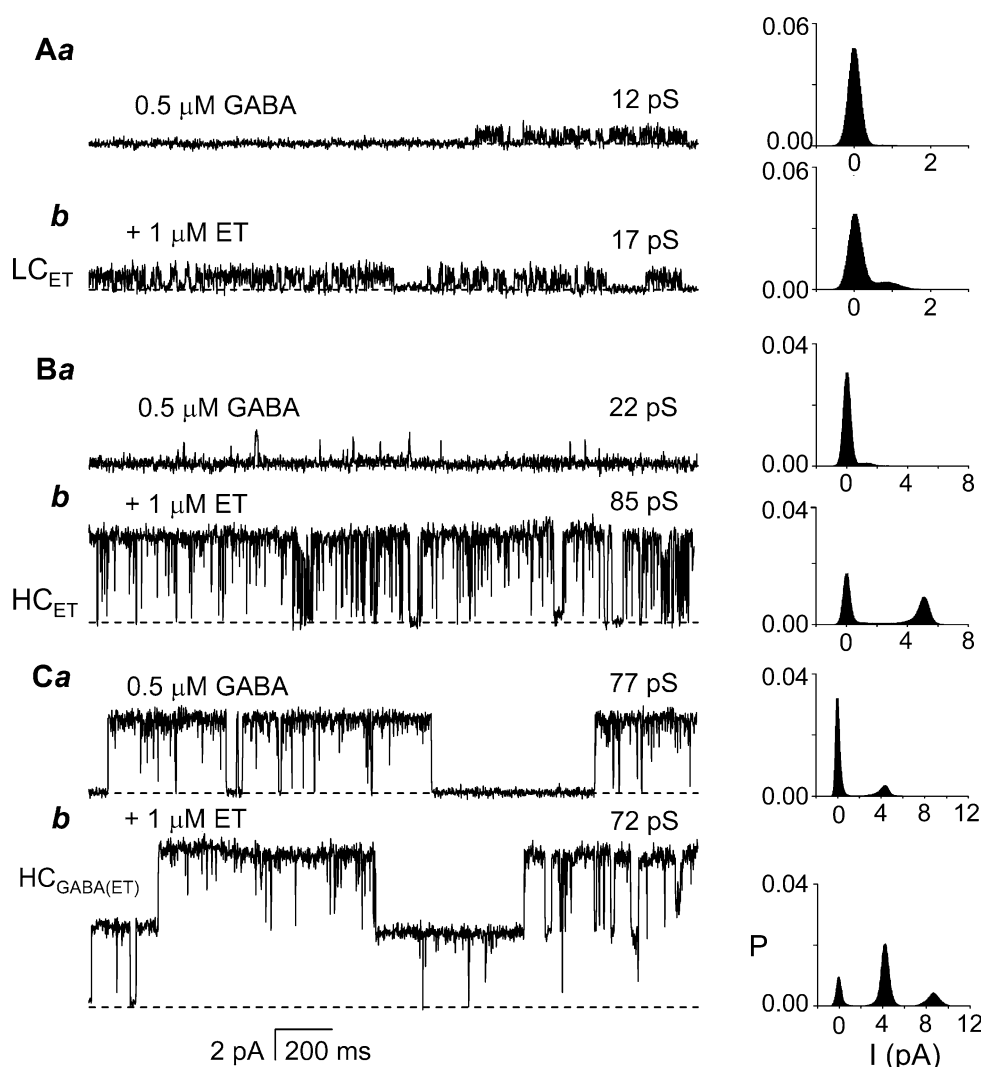 Aa
0.5 μM GABA
12 pS
0.06
0.00
0 2
b
+ 1 μM ET
17 pS
LC_ET
0.06
0.00
0 2
Ba
0.5 μM GABA
22 pS
0.04
0.00
0 4 8
b
+ 1 μM ET
85 pS
HC_ET
0.04
0.00
0 4 8
Ca
0.5 μM GABA
77 pS
0.04
0.00
0 4 8 12
b
+ 1 μM ET
72 pS
HC_GABA(ET)
0.04
P
0.00
0 4 8 12
I (pA)
2 pA 200 ms